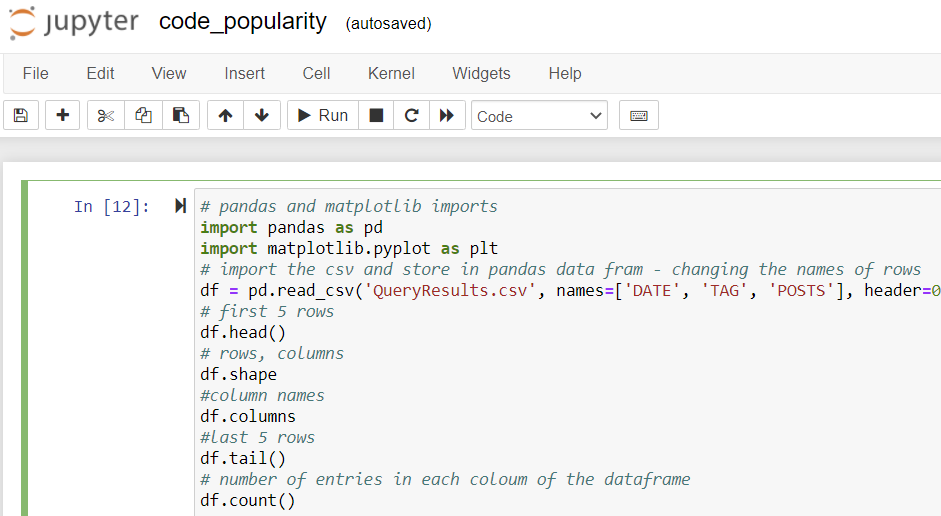 jupyter code_popularity (autosaved)
File Edit View Insert Cell Kernel Widgets Help
Run Code
In [12]:
# pandas and matplotlib imports
import pandas as pd
import matplotlib.pyplot as plt
# import the csv and store in pandas data fram - changing the names of rows
df = pd.read_csv('QueryResults.csv', names=['DATE', 'TAG', 'POSTS'], header=0
# first 5 rows
df.head()
# rows, columns
df.shape
#column names
df.columns
#last 5 rows
df.tail()
# number of entries in each coloum of the dataframe
df.count()